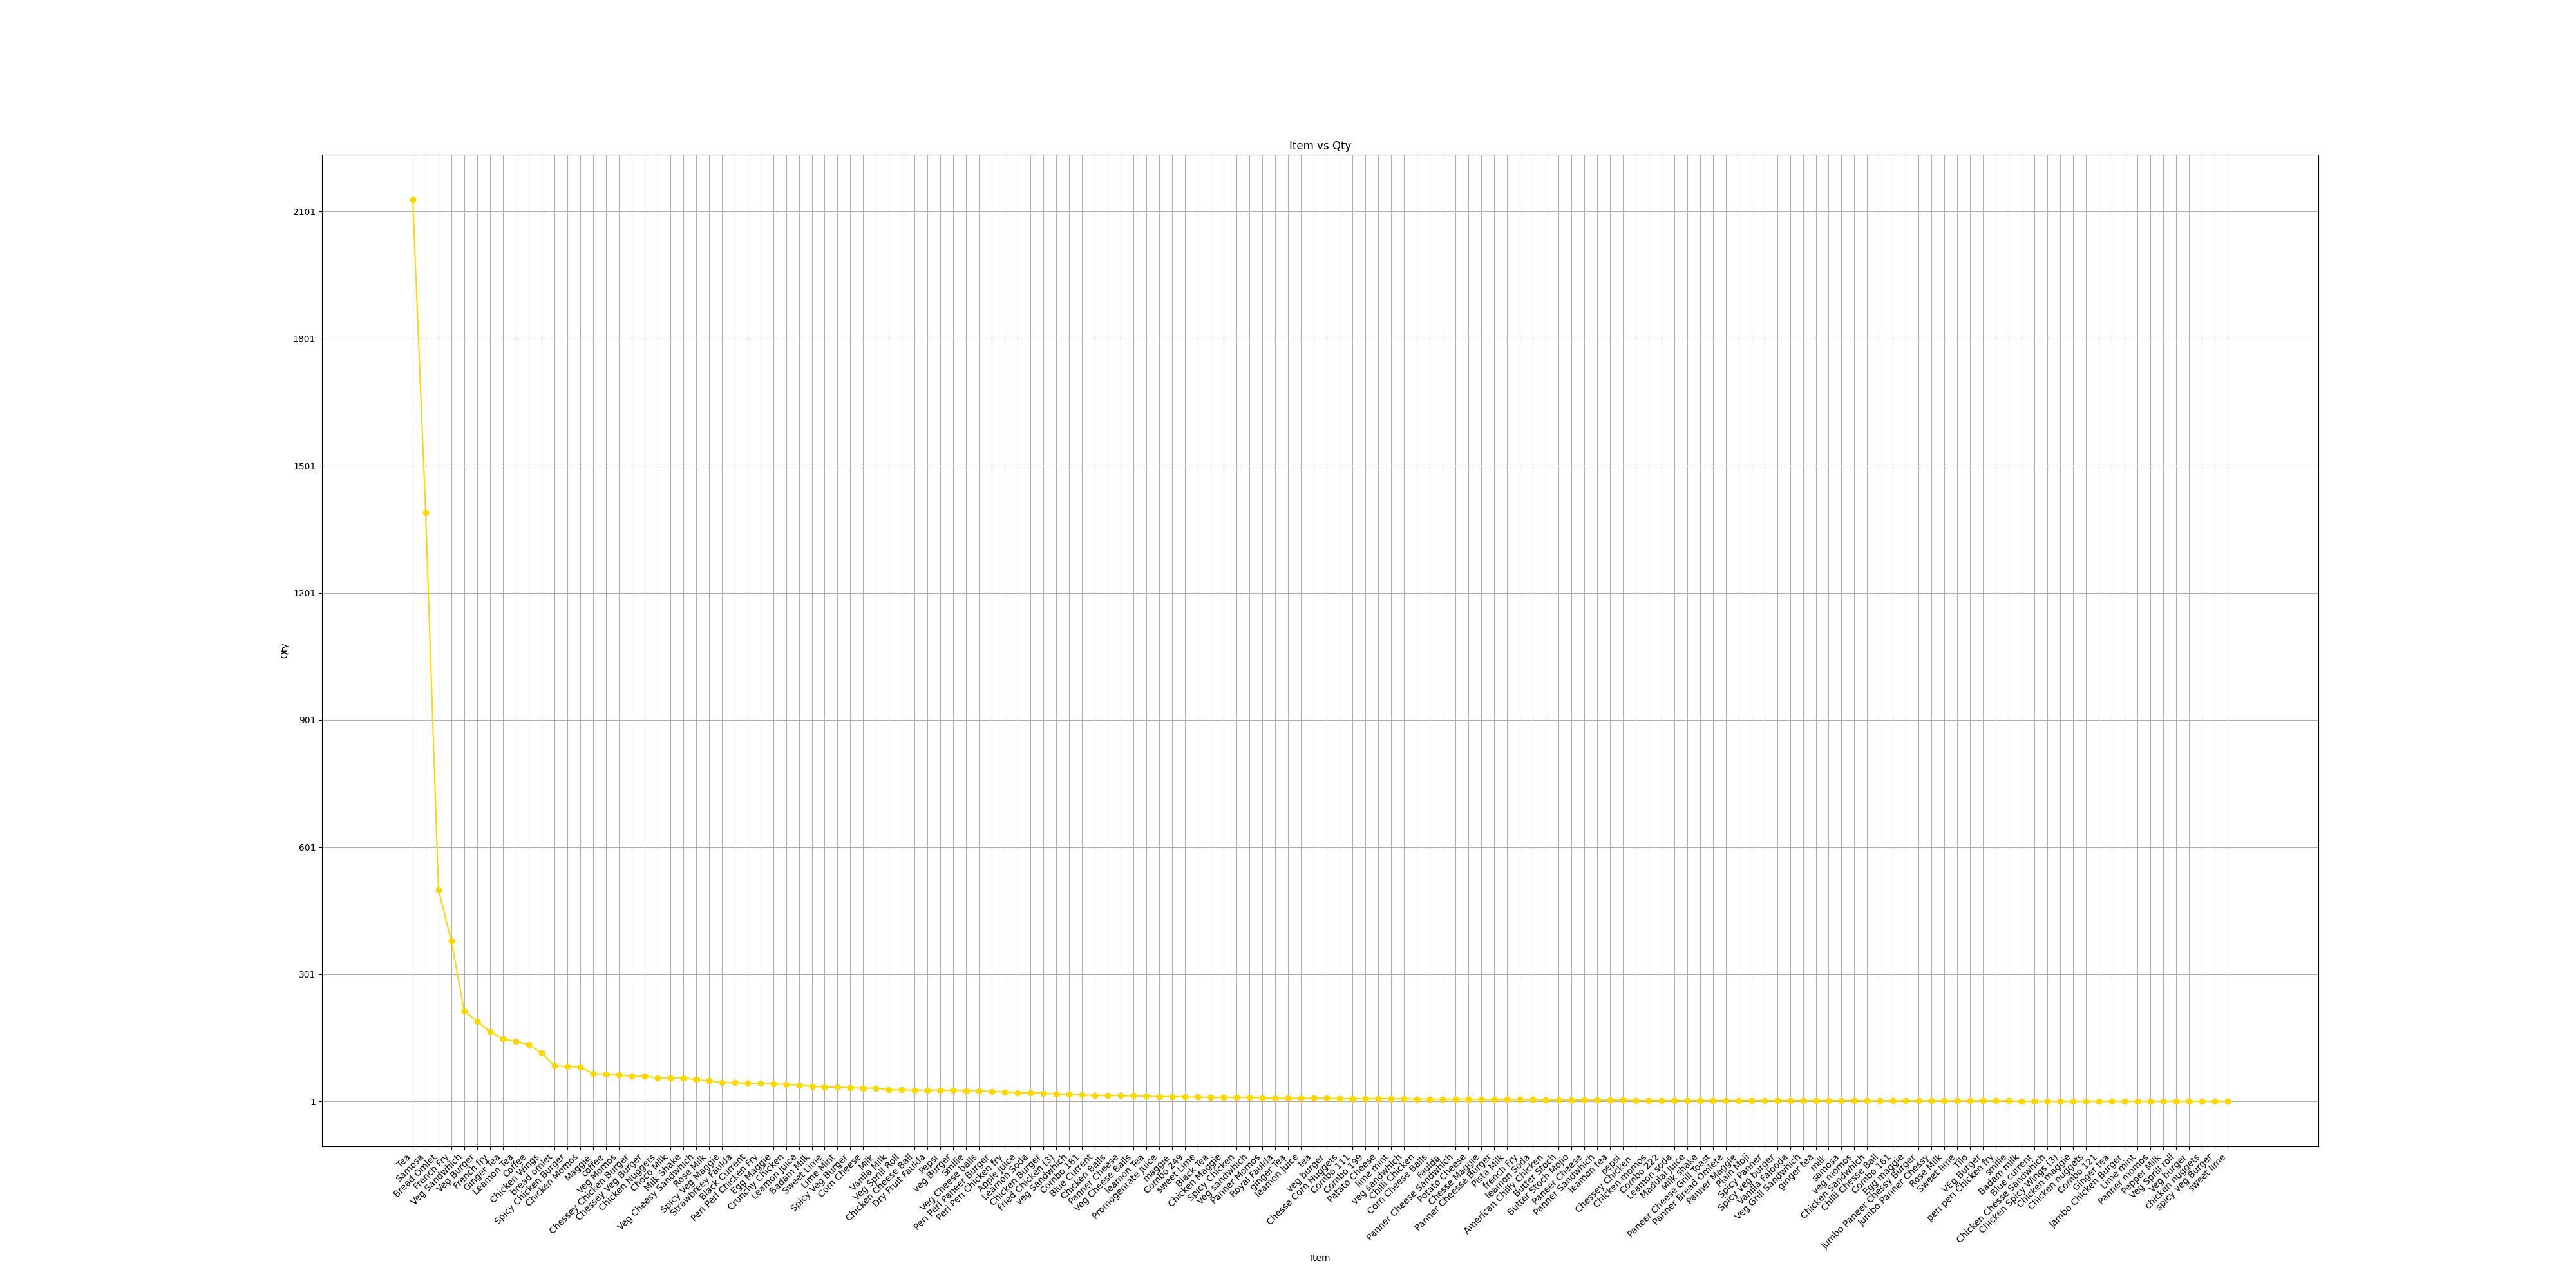 Item vs Qty
2101
1801
1501
1201
901
601
301
1
Qty
Tea
Samosa
Bread Omlet
French Fry
Veg Sandwhich
Veg Burger
French fry
Ginger Tea
Leamon Tea
Coffee
Chicken Wings
bread omlet
Spicy Chicken Burger
Chicken Momos
Maggie
coffee
Veg Momos
Chicken Burger
Chessey Veg Burger
Chicken Nuggets
Choco Milk
Milk Shake
Veg Cheesy Sandwhich
Rose Milk
Spicy Veg Maggie
Strawbreey Faulda
Black Current
Peri Peri Chicken Fry
Egg Maggie
Crunchy Chicken
Leamon Juice
Badam Milk
Sweet Lime
Lime Mint
Spicy Veg Burger
Corn Cheese
Milk
Vanila Milk
Veg Sprill Roll
Chicken Cheese Ball
Dry Fruit Faulda
Pepsi
veg Burger
Smilie
Veg Cheese balls
Peri Peri Paneer Burger
Peri Peri Chicken fry
Apple Juice
Leamon Soda
Chicken Burger
Fried Chicken (3)
veg Sandwhich
Combo 181
Blue Current
Chicken Balls
Panner Cheese
Veg Cheese Balls
leamon Tea
Promogenrate Juice
maggie
Combo 249
sweet Lime
Black Tea
Chicken Maggie
Spicy Chicken
Veg sandwhich
Panner Momos
Royal Faluda
ginger Tea
leamon Juice
tea
veg burger
Chesse Corn Nuggets
Combo 111
Combo 199
Patato Cheese
lime mint
veg sandwhich
Chilli Chicken
Corn Cheese Balls
Faulda
Panner Cheese Sandwhich
Potato Cheese
Cheese Maggie
Panner Cheese Burger
Pista Milk
French Fry
leamon Soda
American Chilly Chicken
Butter Stoch
Butter Stoch Mojio
Paneer Cheese
Panner Sandwhich
leamon tea
pepsi
Chessey Chicken
Chicken momos
Combo 222
Leamon soda
Madulai Juice
Milk shake
Paneer Cheese Grill Toast
Panner Bread Omlete
Panner Maggie
Plain Moji
Spicy Panner
Spicy veg burger
Vanilla Falooda
Veg Grill Sandwhich
ginger tea
milk
samosa
veg momos
Chicken Sandwhich
Chilli Chesse Ball
Combo 161
Egg magkie
Jumbo Paneer Chessy Burger
Jumbo Panner Chessy
Rose Milk
Sweet lime
Tilo
VEg Burger
peri peri Chicken fry
smilie
Badam milk
Blue current
Chicken Chesse Sandwhich
Chicken Spicy Wings (3)
Chicken maggie
Chicken nuggets
Combo 121
Ginger tea
Jambo Chicken Burger
Lime mint
Panner momos
Pepper Milk
Veg Sprill roll
Veg burger
chicken nuggets
spicy veg Burger
sweet lime
Item